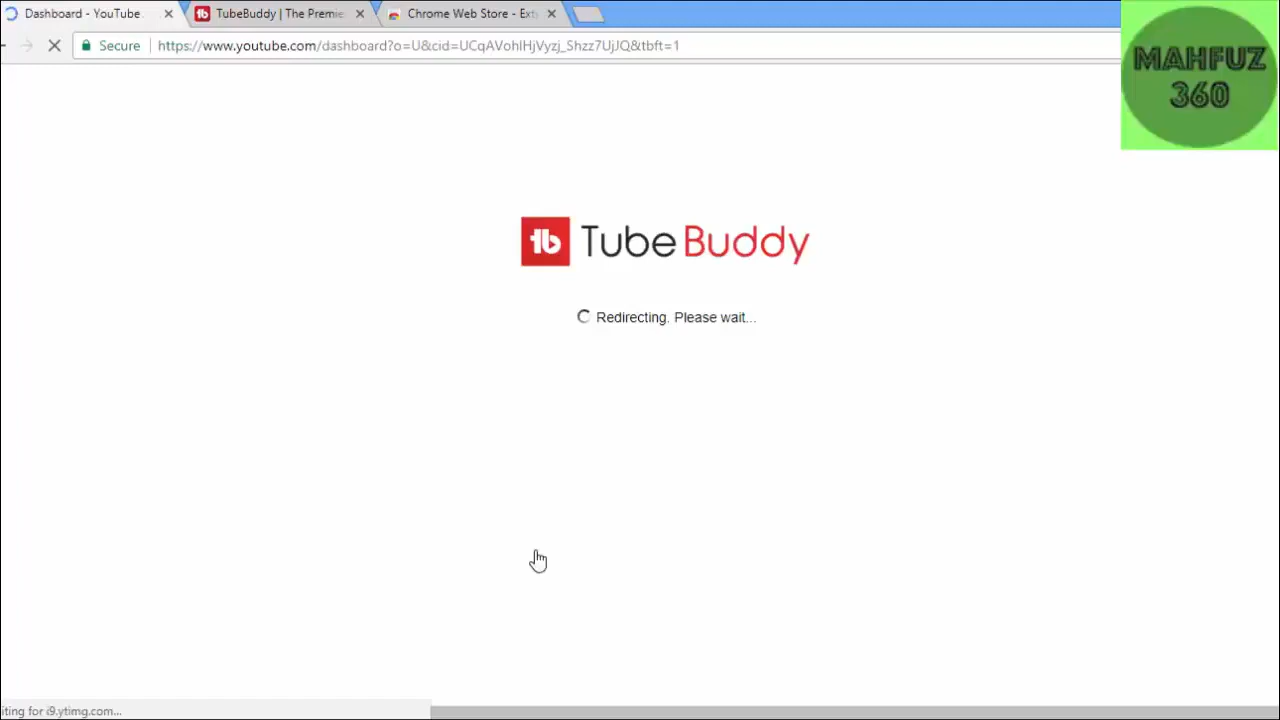 Dashboard - YouTube
TubeBuddy | The Premie
Chrome Web Store - Ext
Secure
https://www.youtube.com/dashboard?o=U&cid=UCqAVohlHjVyzj_Shzz7UjJQ&tbft=1
MAHFUZ
360
tb TubeBuddy
Redirecting. Please wait...
iting for i9.ytimg.com...